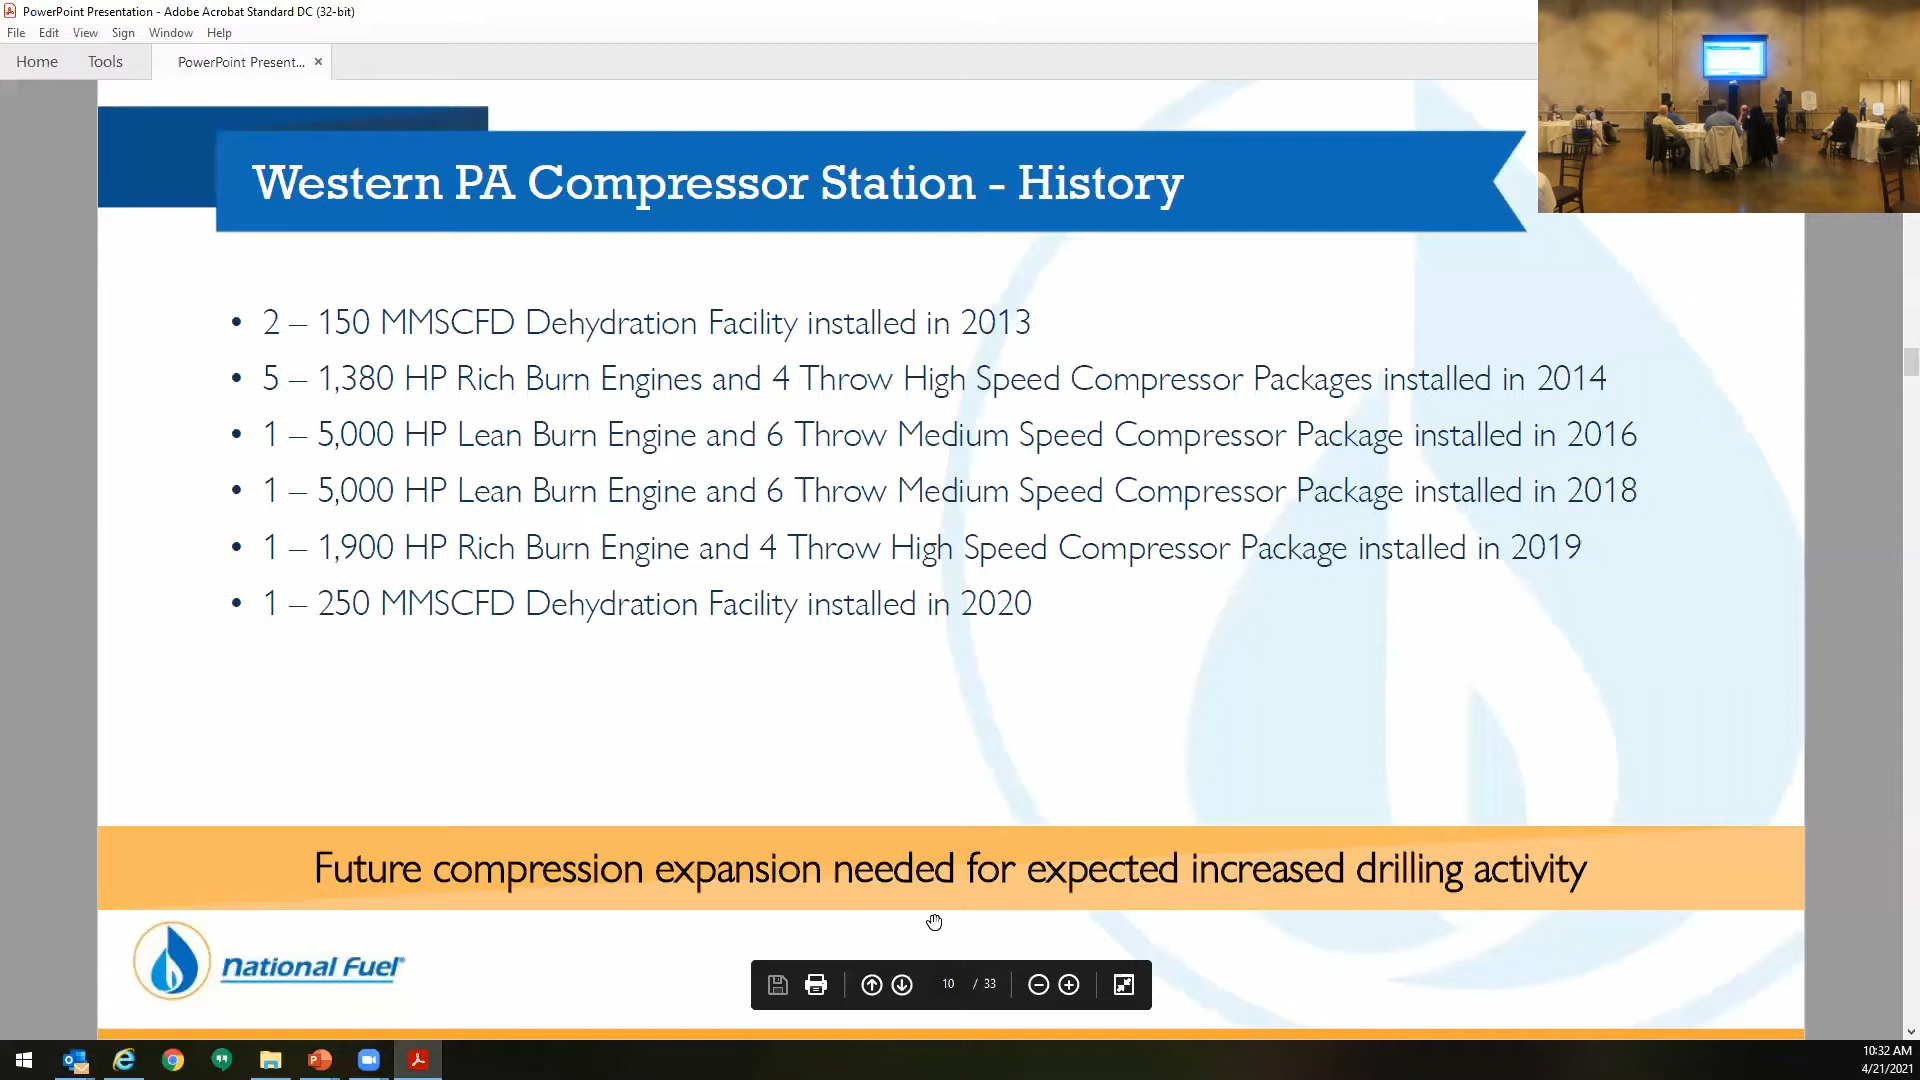 PowerPoint Presentation - Adobe Acrobat Standard DC (32-bit)
File Edit View Sign Window Help
Home Tools PowerPoint Present... ×
Western PA Compressor Station - History
• 2 – 150 MMSCFD Dehydration Facility installed in 2013
• 5 – 1,380 HP Rich Burn Engines and 4 Throw High Speed Compressor Packages installed in 2014
• 1 – 5,000 HP Lean Burn Engine and 6 Throw Medium Speed Compressor Package installed in 2016
• 1 – 5,000 HP Lean Burn Engine and 6 Throw Medium Speed Compressor Package installed in 2018
• 1 – 1,900 HP Rich Burn Engine and 4 Throw High Speed Compressor Package installed in 2019
• 1 – 250 MMSCFD Dehydration Facility installed in 2020
Future compression expansion needed for expected increased drilling activity
National Fuel®
10 / 33
10:32 AM
4/21/2021